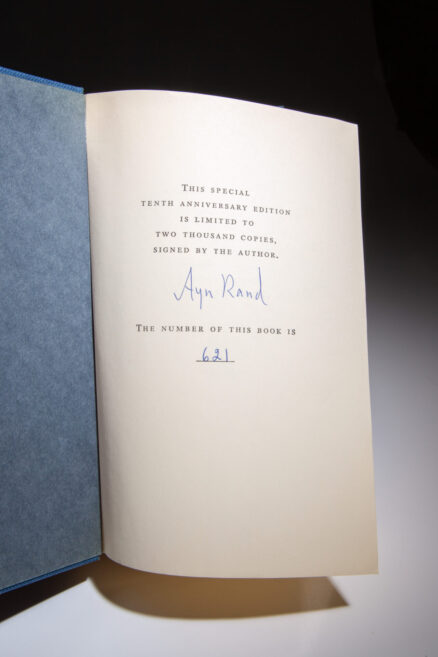 This special
tenth anniversary edition
is limited to
two thousand copies,
signed by the author.
Ayn Rand
The number of this book is
621